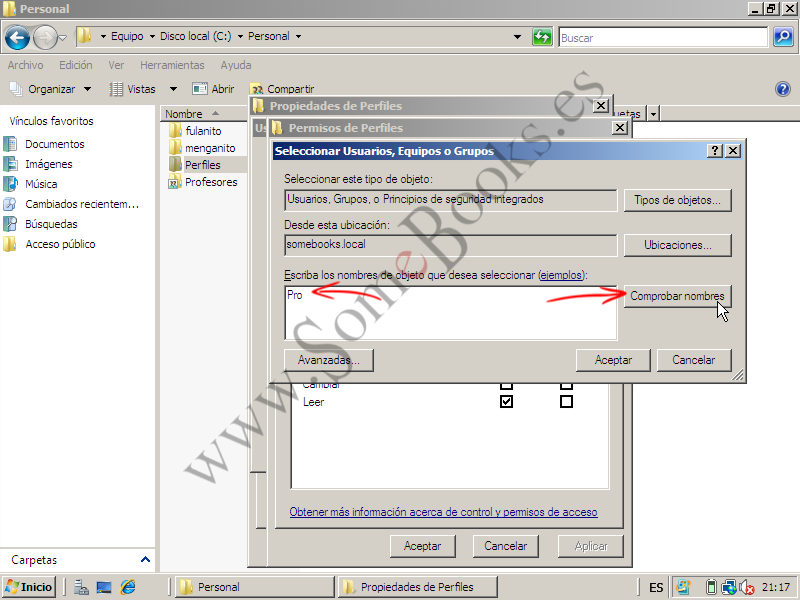 Personal
Equipo
Disco local (C:)
Personal
Buscar
Archivo Edición Ver Herramientas Ayuda
Organizar Vistas Abrir Compartir
Vínculos favoritos
Documentos
Imágenes
Música
Cambiados recientem...
Búsquedas
Acceso público
Carpetas
Nombre
fulanito
menganito
Perfiles
Profesores
Propiedades de Perfiles
Permisos de Perfiles
Seleccionar Usuarios, Equipos o Grupos
Seleccionar este tipo de objeto:
Usuarios, Grupos, o Principios de seguridad integrados
Tipos de objetos...
Desde esta ubicación:
somebooks.local
Ubicaciones...
Escriba los nombres de objeto que desea seleccionar (ejemplos):
Pro
Comprobar nombres
Avanzadas...
Aceptar
Cancelar
Cambiar
Leer
Obtener más información acerca de control y permisos de acceso
Aceptar
Cancelar
Aplicar
www.SomeBooks.es
Inicio
Personal
Propiedades de Perfiles
ES
21:17